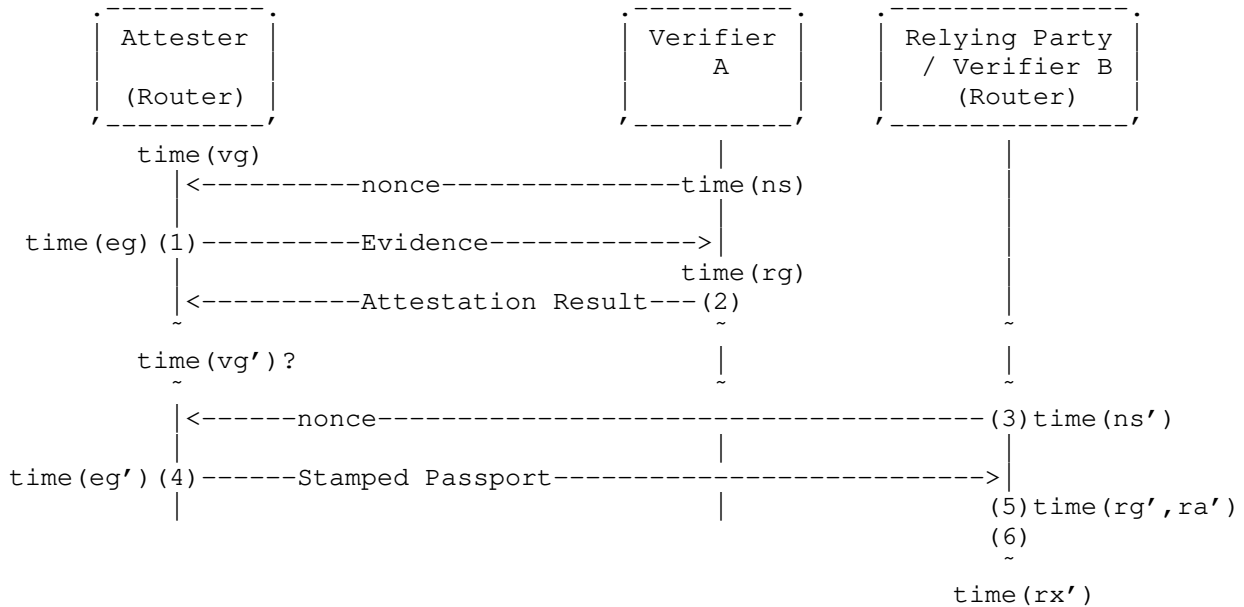 .----------.                      .----------.   .---------------.
| Attester |                      | Verifier |   | Relying Party |
|          |                      |    A     |   |  / Verifier B |
| (Router) |                      |          |   |    (Router)   |
'----------'                      '----------'   '---------------'
time(vg)                               |                 |
|<----------nonce---------------time(ns)                 |
|                                 |                 |
time(eg)(1)----------Evidence------------->|                 |
|                              time(rg)                 |
|<----------Attestation Result---(2)                 |
~                                 ~                 ~
time(vg')?                             |                 |
~                                 ~                 ~
|<------nonce--------------------------------------(3)time(ns')
|                                 |                 |
time(eg')(4)------Stamped Passport--------------------------->|
|                                 |                (5)time(rg',ra')
(6)
~
time(rx')